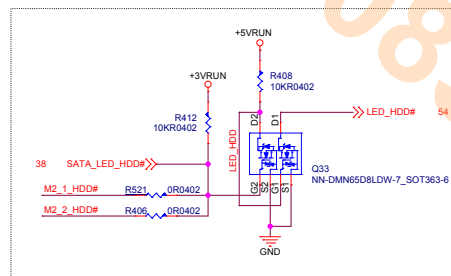 +5VRUN
+3VRUN
R408
10KR0402
R412
10KR0402
D2
D1
LED_HDD#
54
LED_HDD
38
SATA_LED_HDD#
Q33
NN-DMN65D8LDW-7_SOT363-6
M2_1_HDD#
R521
0R0402
G2
S2
G1
S1
M2_2_HDD#
R406
0R0402
GND